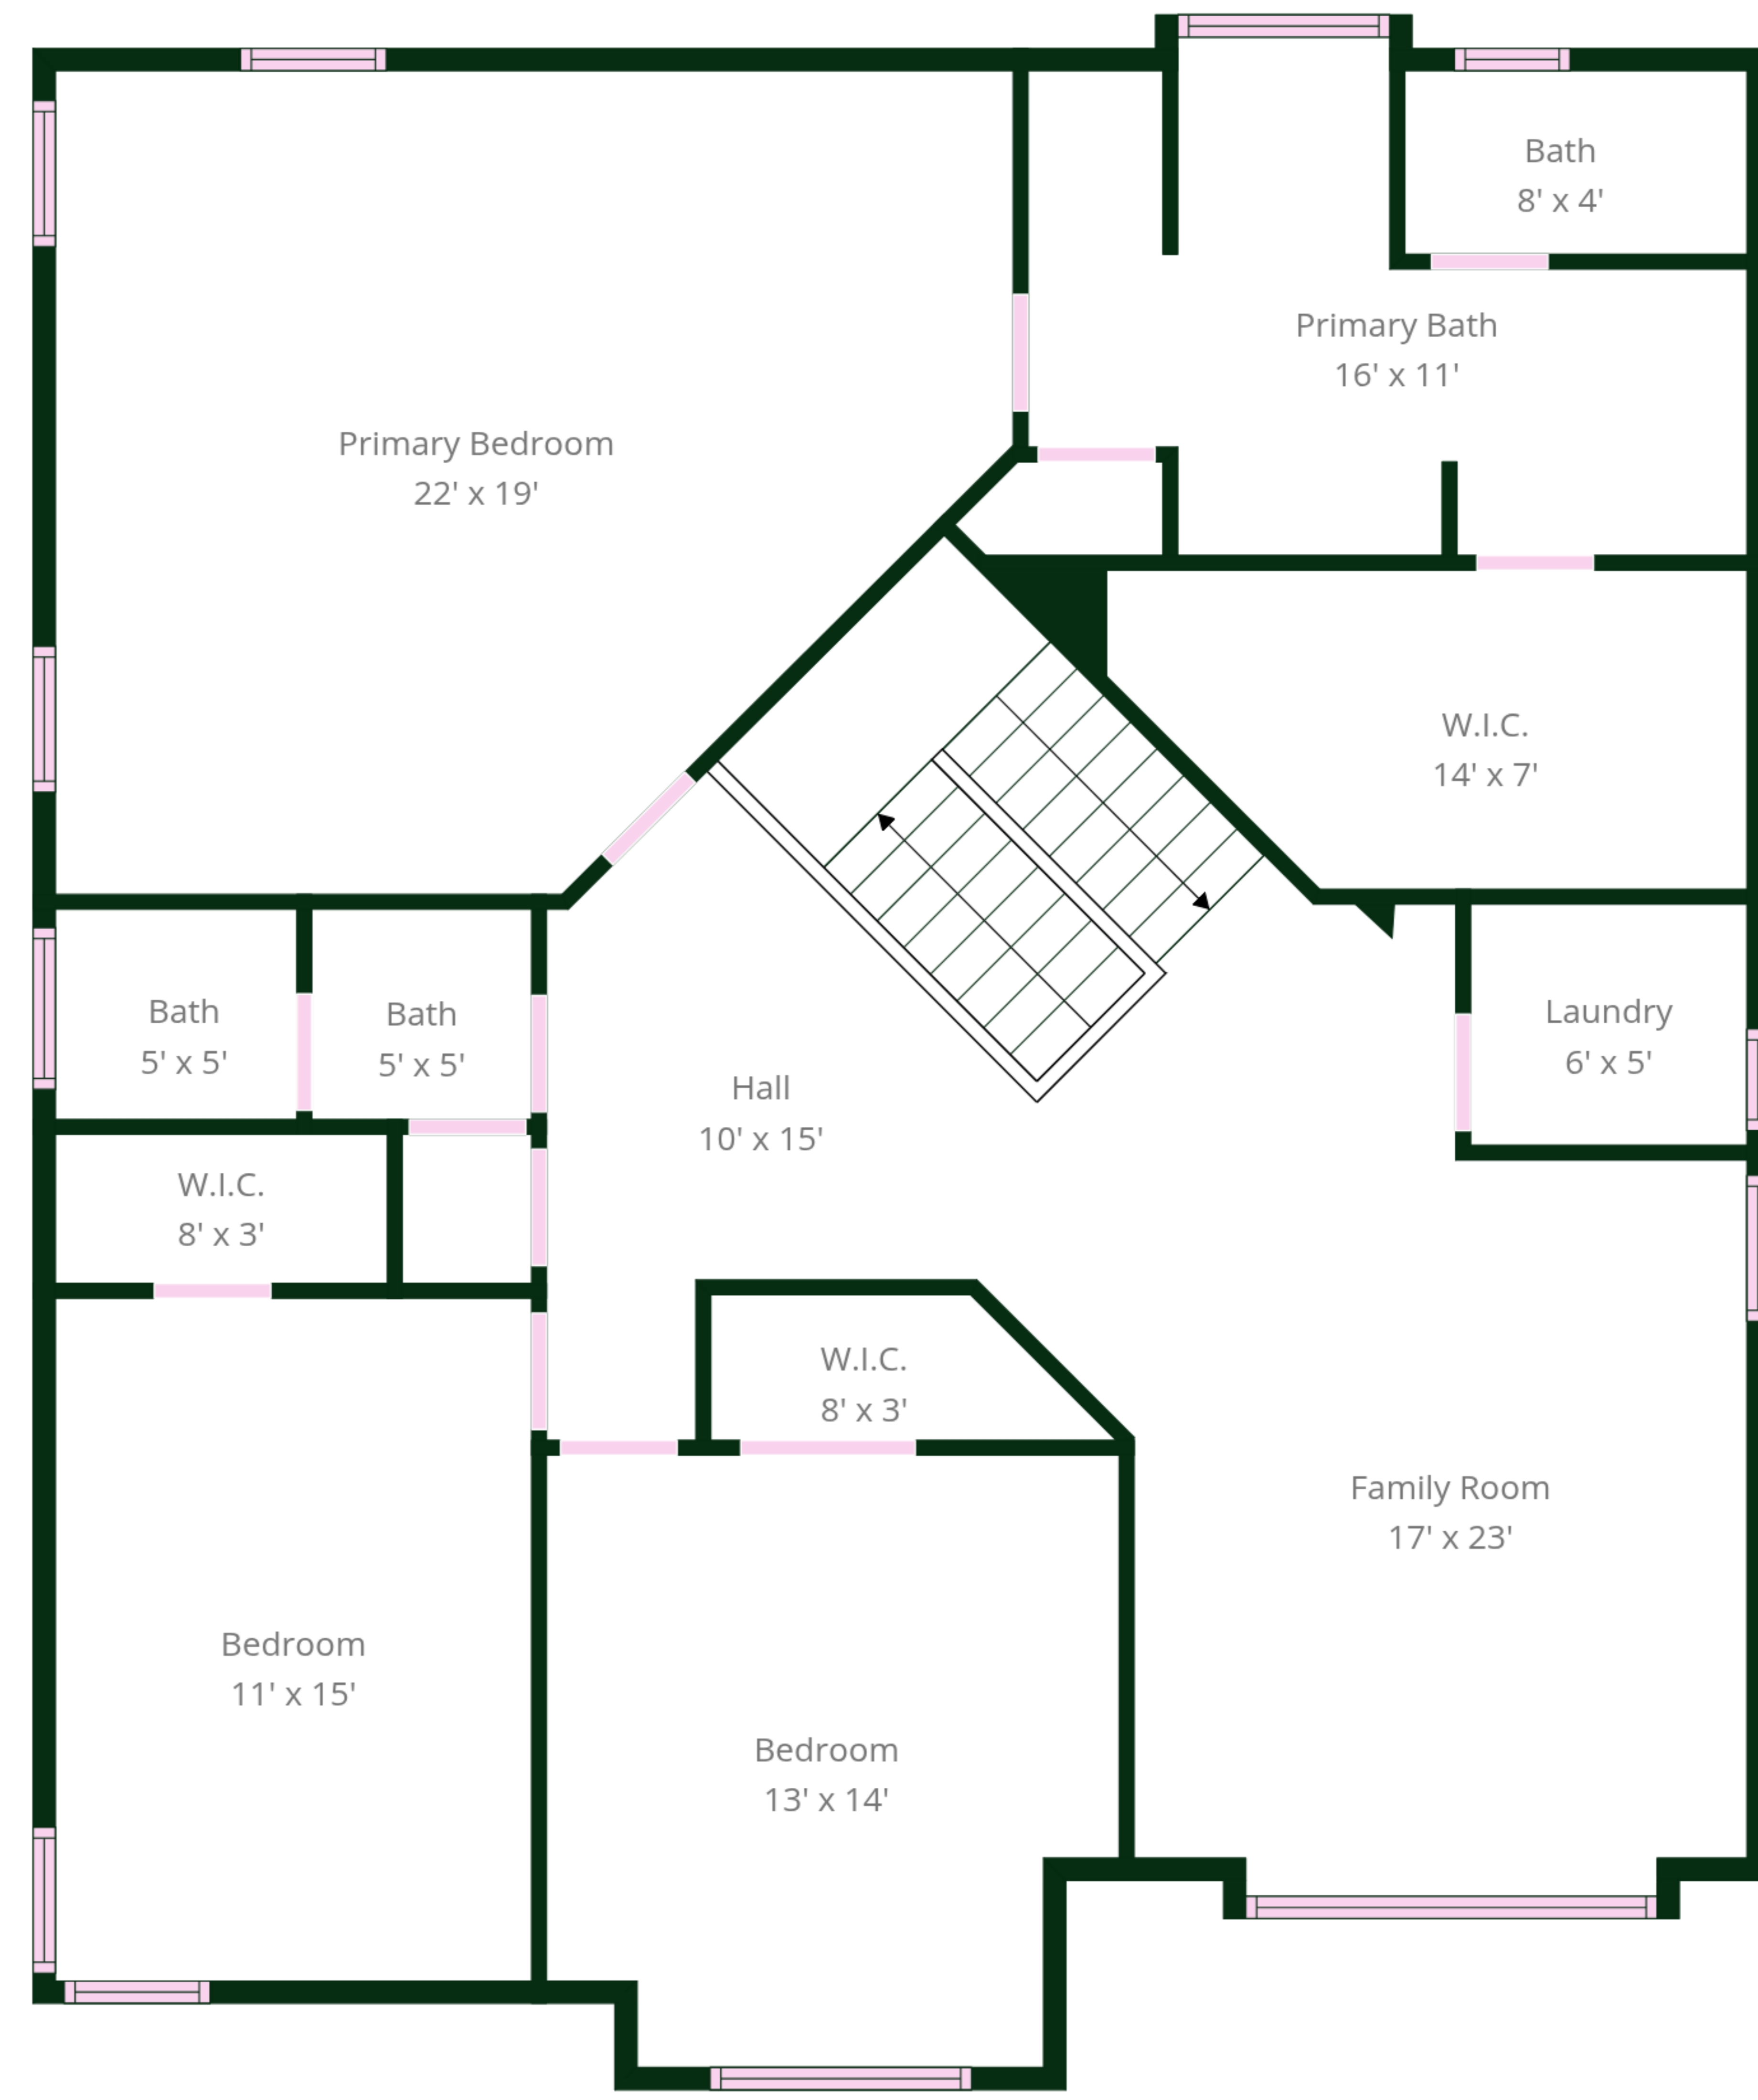 Bath
8' x 4'
Primary Bath
16' x 11'
Primary Bedroom
22' x 19'
W.I.C.
14' x 7'
Bath
5' x 5'
Bath
5' x 5'
Laundry
6' x 5'
Hall
10' x 15'
W.I.C.
8' x 3'
W.I.C.
8' x 3'
Family Room
17' x 23'
Bedroom
11' x 15'
Bedroom
13' x 14'